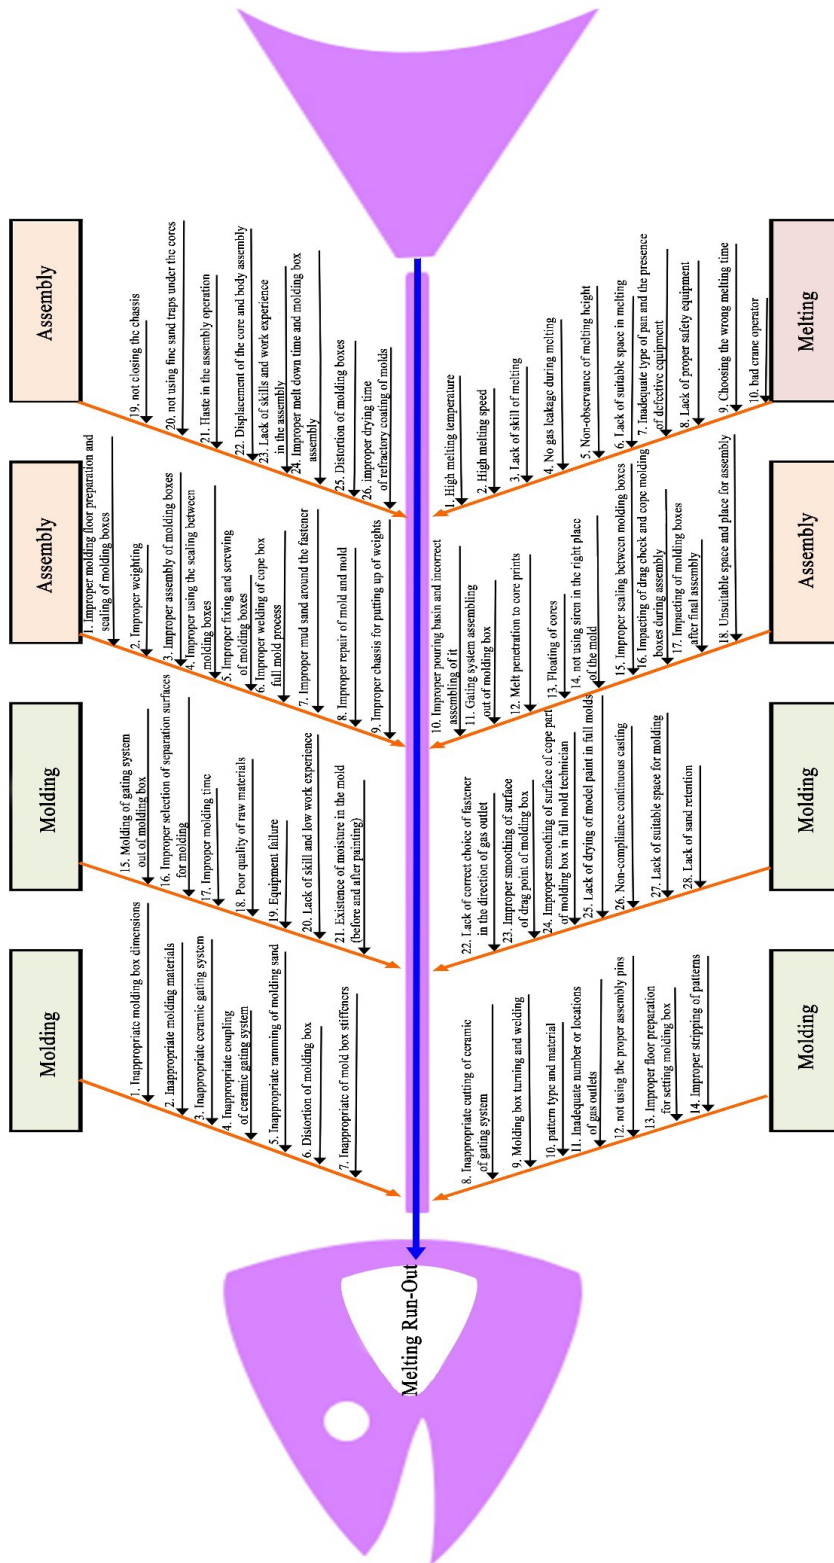 Assembly
19. not closing the chassis
20. not using fine sand traps under the cores
21. Haste in the assembly operation
22. Displacement of the core and body assembly
23. Lack of skills and work experience
in the assembly
24. Improper melt down time and molding box
assembly
25. Distortion of molding boxes
26. improper drying time
of refractory coating of molds
Assembly
1. Improper molding floor preparation and
scaling of molding boxes
2. Improper weighting
3. Improper assembly of molding boxes
4. Improper using the scaling between
molding boxes
5. Improper fixing and screwing
of molding boxes
6. Improper welding of cope box
full mold process
7. Improper mud sand around the fastener
8. Improper repair of mold and mold
9. Improper chassis for putting up of weights
Molding
15. Molding of gating system
out of molding box
16. Improper selection of separation surfaces
for molding
17. Improper molding time
18. Poor quality of raw materials
19. Equipment failure
20. Lack of skill and low work experience
21. Existence of moisture in the mold
(before and after painting)
Molding
1. Inappropriate molding box dimensions
2. Inappropriate molding materials
3. Inappropriate ceramic gating system
4. Inappropriate coupling
of ceramic gating system
5. Inappropriate ramming of molding sand
6. Distortion of molding box
7. Inappropriate of mold box stiffeners
Melting Run-Out
1. High melting temperature
2. High melting speed
3. Lack of skill of melting
4. No gas leakage during melting
5. Non-observance of melting height
6. Lack of suitable space in melting
7. Inadequate type of pan and the presence
of defective equipment
8. Lack of proper safety equipment
9. Choosing the wrong melting time
10. bad crane operator
Melting
10. Improper pouring basin and incorrect
assembling of it
11. Gating system assembling
out of molding box
12. Melt penetration to core prints
13. Floating of cores
14. not using siren in the right place
of the mold
15. Improper scaling between molding boxes
16. Impacting of drag check and cope molding
boxes during assembly
17. Impacting of molding boxes
after final assembly
18. Unsuitable space and place for assembly
Assembly
22. Lack of correct choice of fastener
in the direction of gas outlet
23. Improper smoothing of surface
of drag point of molding box
24. Improper smoothing of surface of cope part
of molding box in full mold technician
25. Lack of drying of model paint in full molds
26. Non-compliance continuous casting
27. Lack of suitable space for molding
28. Lack of sand retention
Molding
8. Inappropriate cutting of ceramic
of gating system
9. Molding box turning and welding
10. pattern type and material
11. Inadequate number or locations
of gas outlets
12. not using the proper assembly pins
13. Improper floor preparation
for setting molding box
14. Improper stripping of patterns
Molding